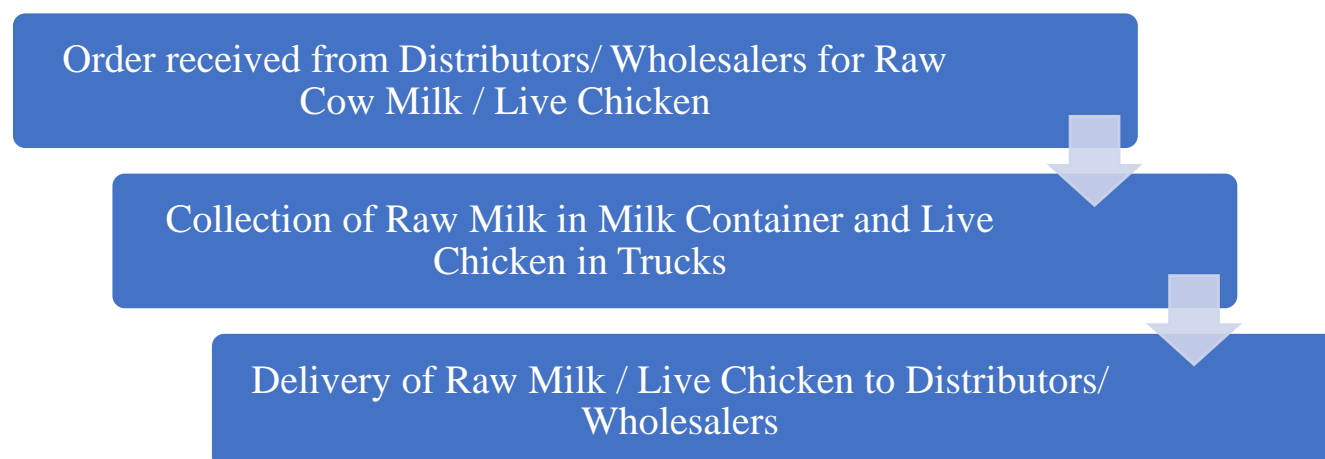 Order received from Distributors/ Wholesalers for Raw
Cow Milk / Live Chicken
Collection of Raw Milk in Milk Container and Live
Chicken in Trucks
Delivery of Raw Milk / Live Chicken to Distributors/
Wholesalers